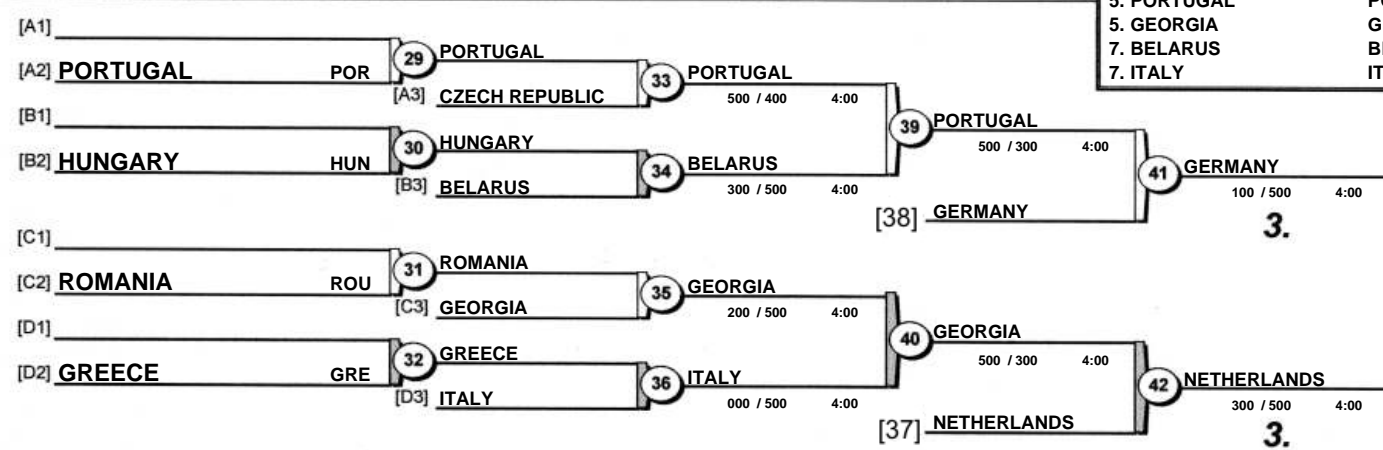 5. PORTUGAL
5. GEORGIA
7. BELARUS
7. ITALY
[A1]
[A2] PORTUGAL POR
29 PORTUGAL
[A3] CZECH REPUBLIC
33 PORTUGAL
500 / 400 4:00
[B1]
[B2] HUNGARY HUN
30 HUNGARY
[B3] BELARUS
34 BELARUS
300 / 500 4:00
39 PORTUGAL
500 / 300 4:00
[38] GERMANY
41 GERMANY
100 / 500 4:00
3.
[C1]
[C2] ROMANIA ROU
31 ROMANIA
[C3] GEORGIA
35 GEORGIA
200 / 500 4:00
[D1]
[D2] GREECE GRE
32 GREECE
[D3] ITALY
36 ITALY
000 / 500 4:00
40 GEORGIA
500 / 300 4:00
[37] NETHERLANDS
42 NETHERLANDS
300 / 500 4:00
3.